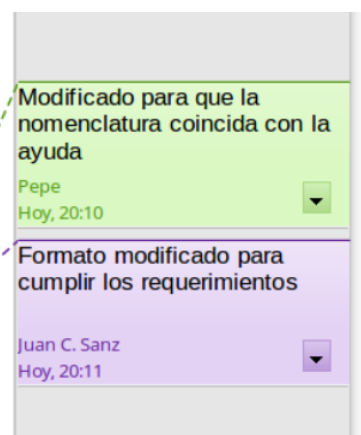 Modificado para que la
nomenclatura coincida con la
ayuda
Pepe
Hoy, 20:10
Formato modificado para
cumplir los requerimientos
Juan C. Sanz
Hoy, 20:11